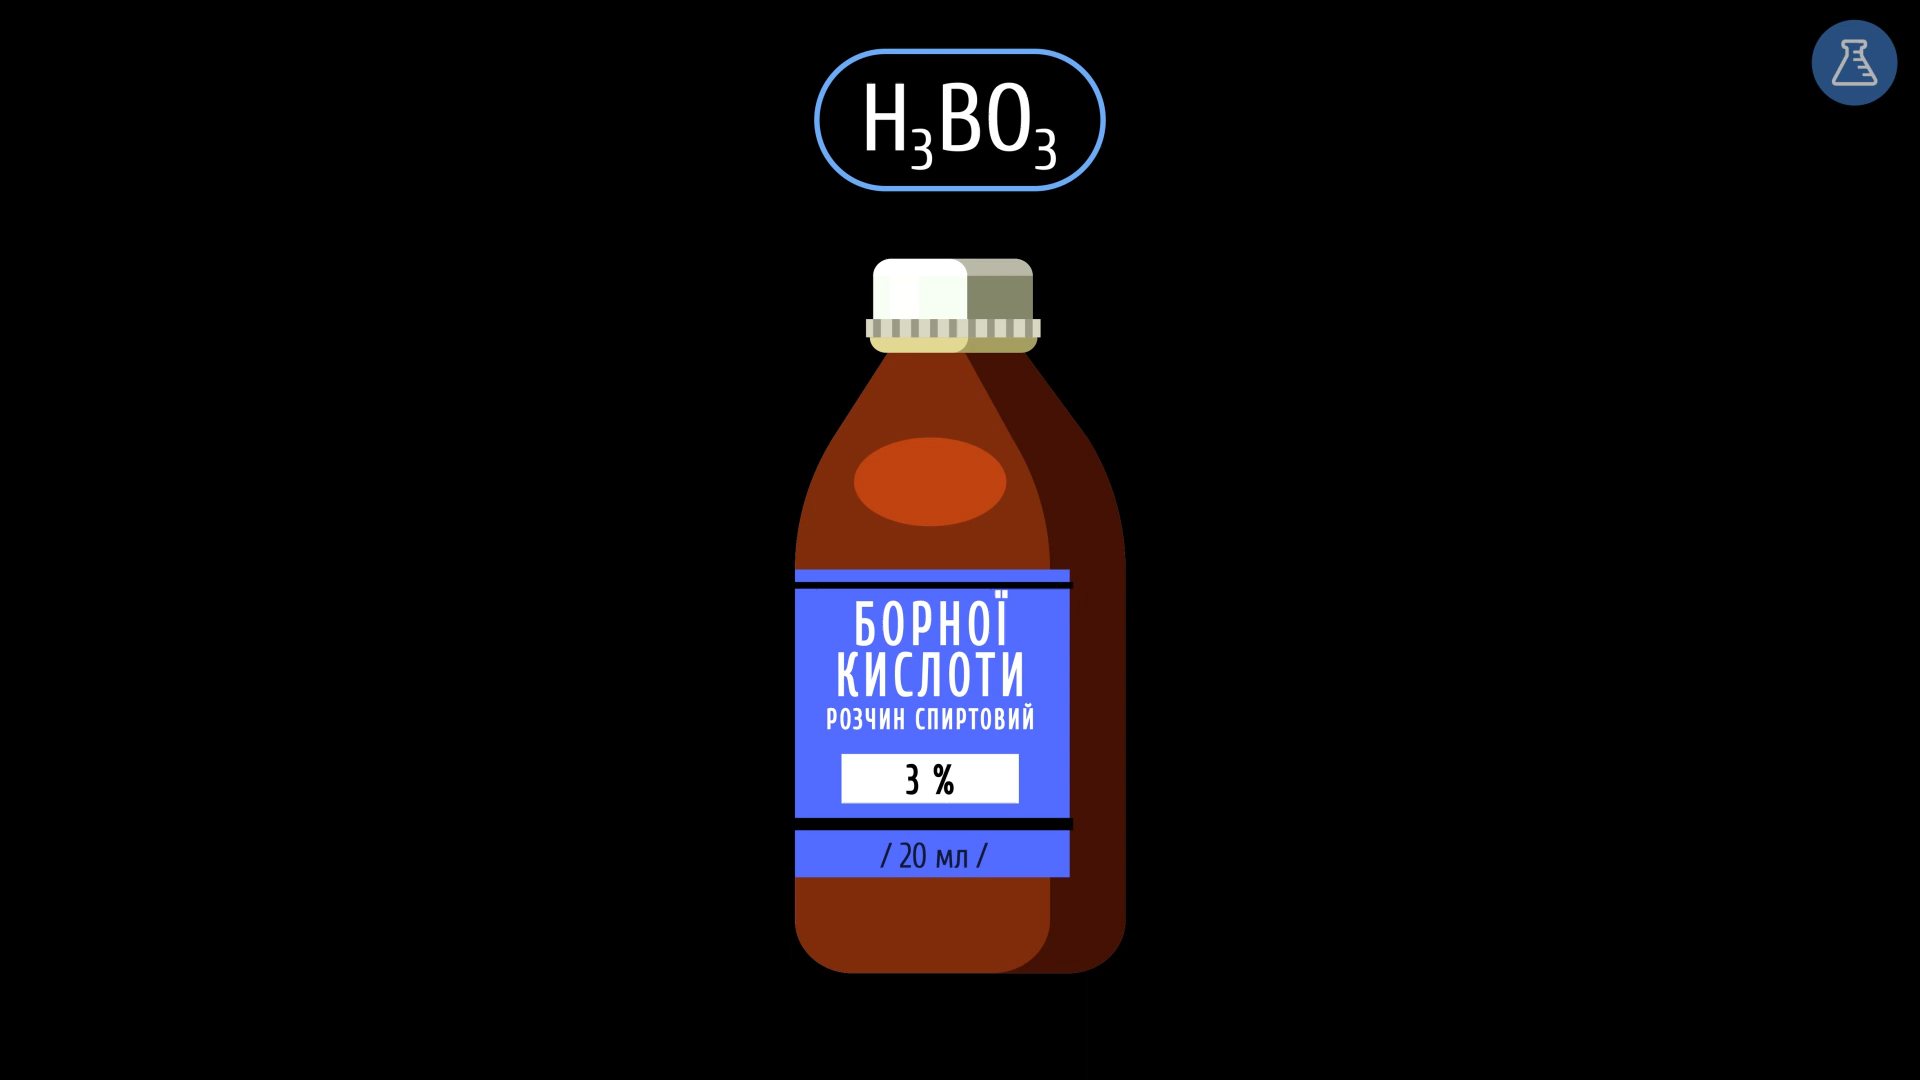 H₃BO₃
БОРНОЇ
КИСЛОТИ
РОЗЧИН СПИРТОВИЙ
3 %
/ 20 мл /